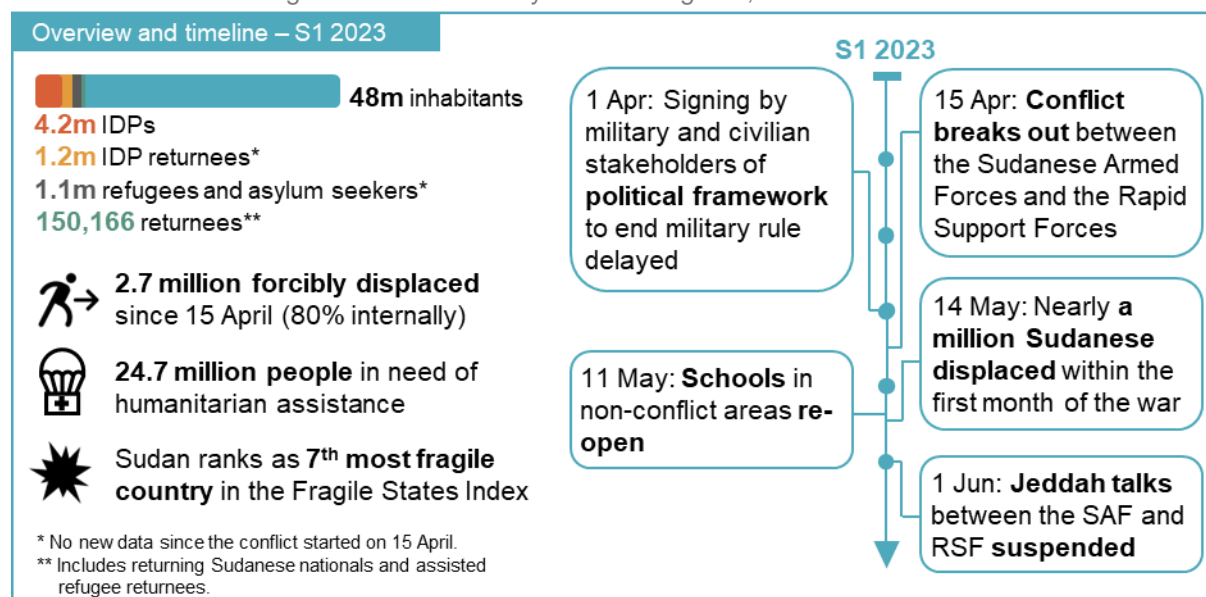 Overview and timeline – S1 2023
48m inhabitants
4.2m IDPs
1.2m IDP returnees*
1.1m refugees and asylum seekers*
150,166 returnees**
2.7 million forcibly displaced
since 15 April (80% internally)
24.7 million people in need of
humanitarian assistance
Sudan ranks as 7th most fragile
country in the Fragile States Index
* No new data since the conflict started on 15 April.
** Includes returning Sudanese nationals and assisted
refugee returnees.
S1 2023
1 Apr: Signing by
military and civilian
stakeholders of
political framework
to end military rule
delayed
15 Apr: Conflict
breaks out between
the Sudanese Armed
Forces and the Rapid
Support Forces
11 May: Schools in
non-conflict areas re-
open
14 May: Nearly a
million Sudanese
displaced within the
first month of the war
1 Jun: Jeddah talks
between the SAF and
RSF suspended